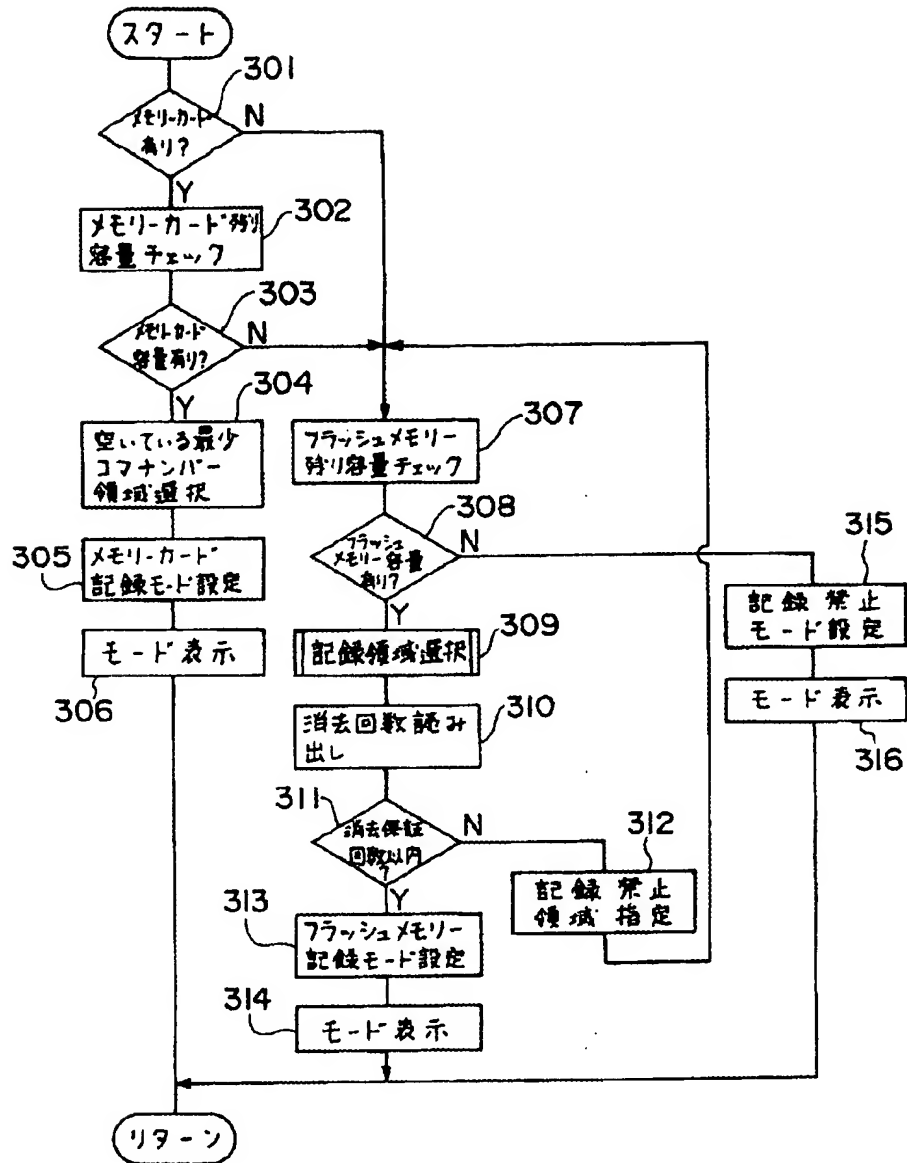 スタート
301
メモリーカード
有り?
N
Y
302
メモリーカード残り
容量チェック
303
メモリカード
容量有り?
N
Y
304
空いている最少
コマナンバー
領域選択
305
メモリーカード
記録モード設定
モード表示
306
307
フラッシュメモリー
残り容量チェック
308
フラッシュ
メモリー容量
有り?
N
Y
309
記録領域選択
310
消去回数読み
出し
311
消去保証
回数以内
?
N
Y
312
記録禁止
領域指定
313
フラッシュメモリー
記録モード設定
314
モード表示
315
記録禁止
モード設定
モード表示
316
リターン